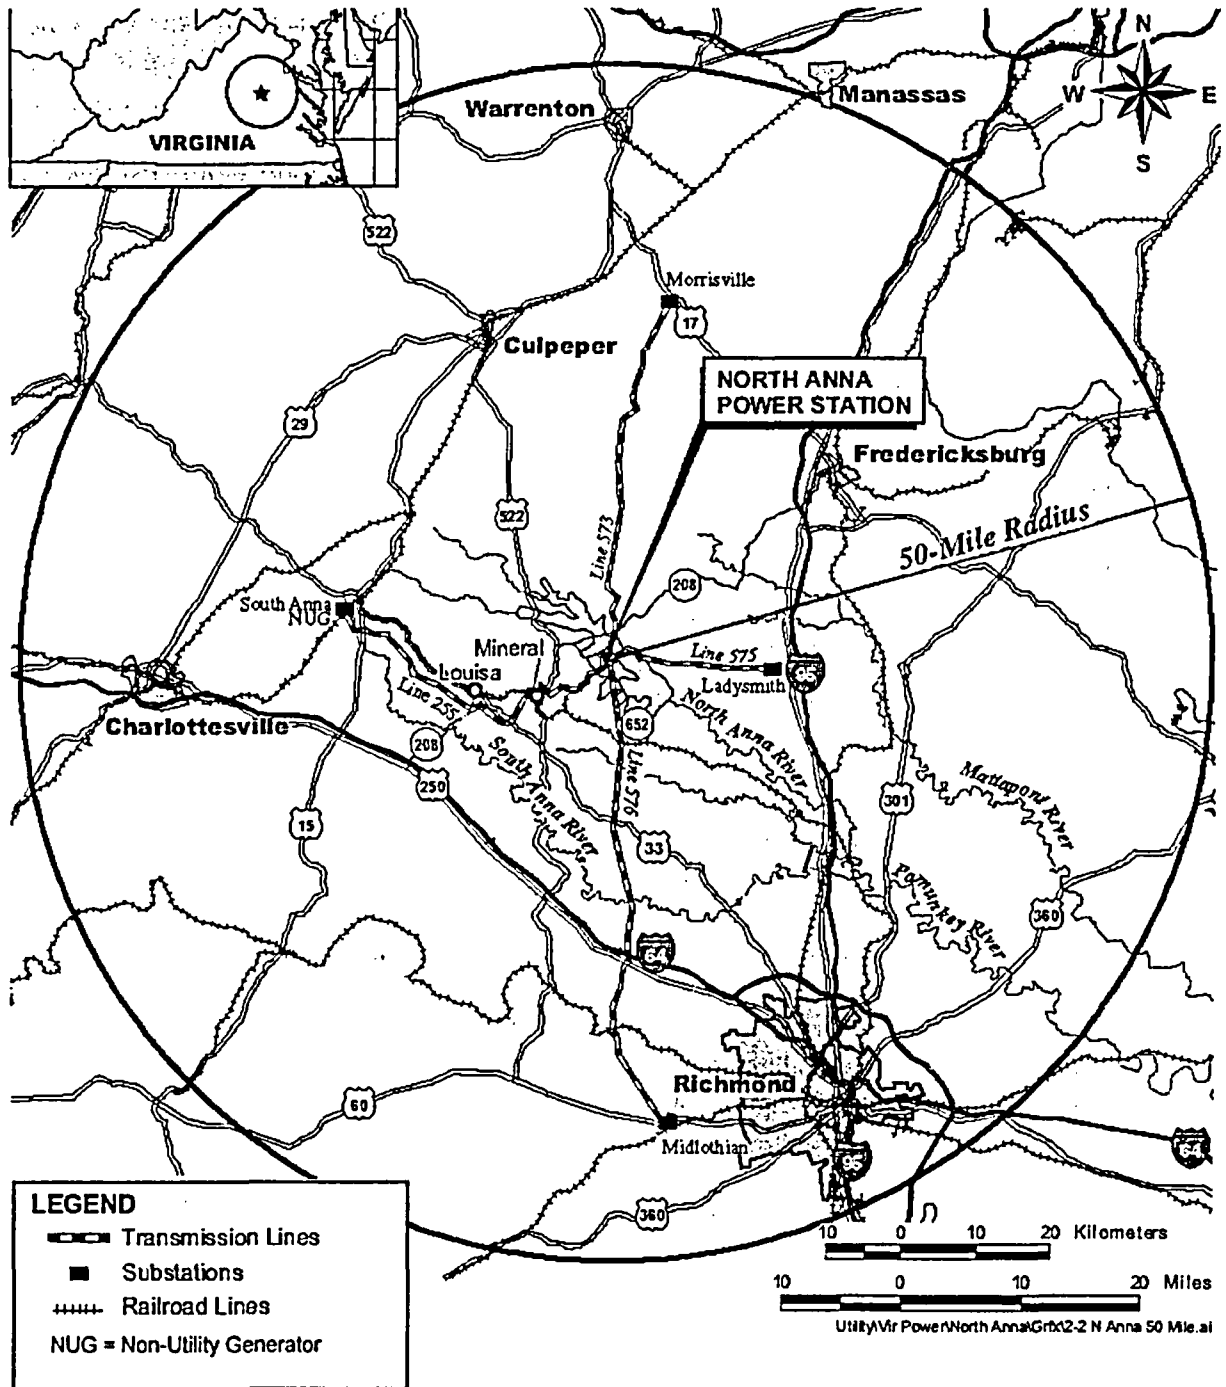 N
W
E
S
VIRGINIA
Warrenton
Manassas
522
Morrisville
17
Culpeper
NORTH ANNA
POWER STATION
29
Fredericksburg
522
Line 573
50-Mile Radius
208
South Anna
NUG
Mineral
Line 575
Louisa
Ladysmith
95
Line 255
Charlottesville
208
652
North Anna River
South Anna River
Line 576
250
Mattaponi River
301
15
33
Pamunkey River
360
64
Richmond
60
Midlothian
95
64
360
LEGEND
Transmission Lines
Substations
Railroad Lines
NUG = Non-Utility Generator
10 0 10 20 Kilometers
10 0 10 20 Miles
Utility\Vir Power\North Anna\Grfx\2-2 N Anna 50 Mile.ai